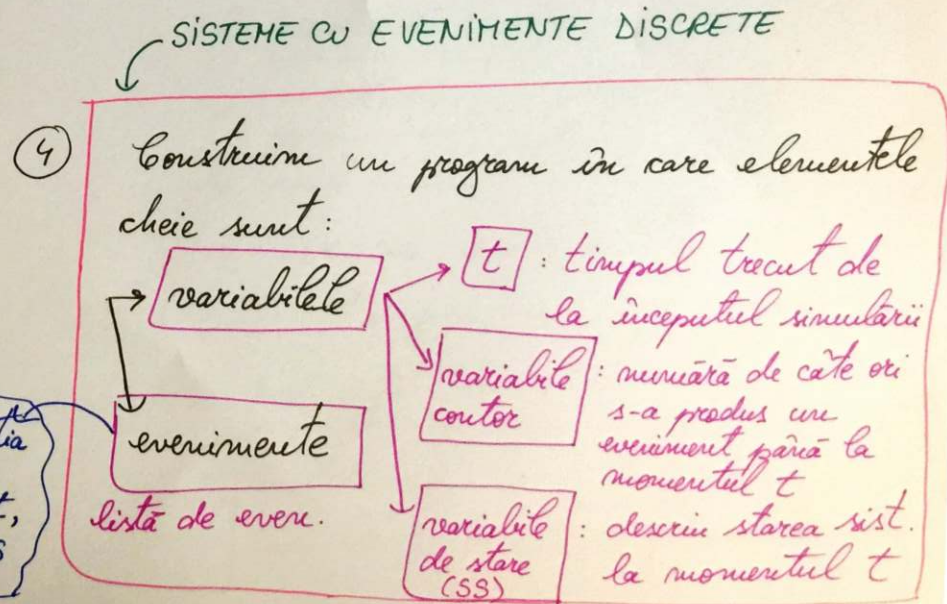 SISTEME CU EVENIMENTE DISCRETE
4
Construim un program în care elementele
cheie sunt:
variabilele
t : timpul trecut de
la începutul simulării
variabile contor : numără de câte ori
s-a produs un
eveniment până la
momentul t
evenimente
listă de even.
variabile de stare (SS) : descriu starea sist.
la momentul t
tia
t,
S